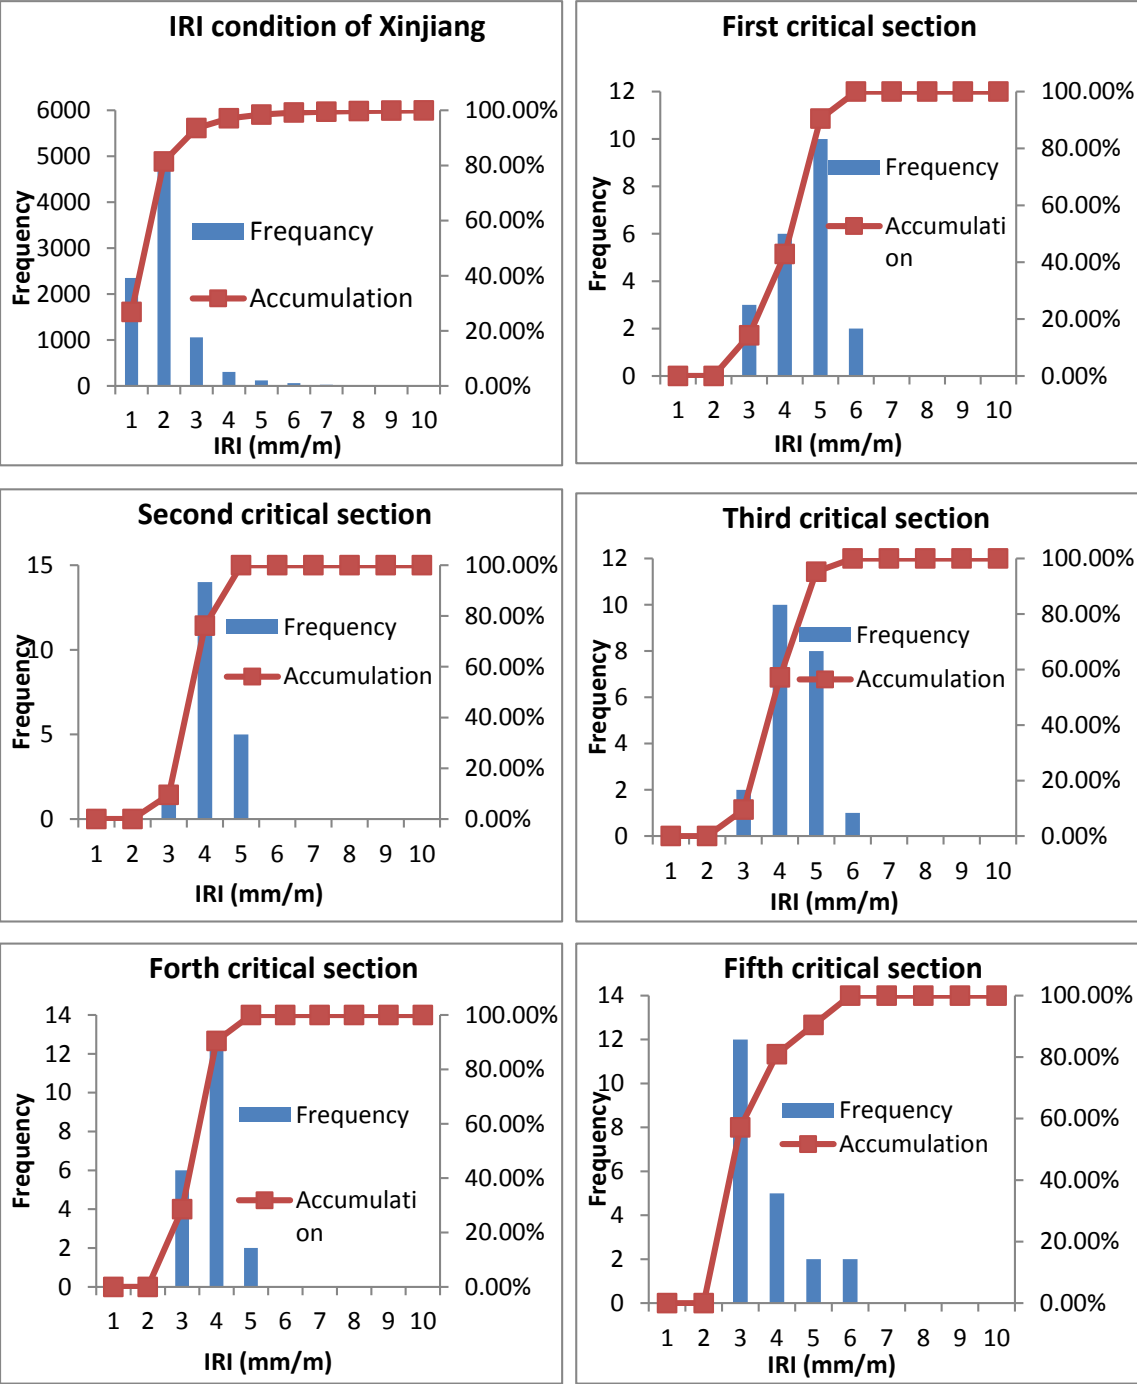 IRI condition of Xinjiang
6000
5000
4000
3000
2000
1000
0
Frequency
100.00%
80.00%
60.00%
40.00%
20.00%
0.00%
Frequancy
Accumulation
1 2 3 4 5 6 7 8 9 10
IRI (mm/m)
First critical section
12
10
8
6
4
2
0
Frequency
100.00%
80.00%
60.00%
40.00%
20.00%
0.00%
Frequency
Accumulati
on
1 2 3 4 5 6 7 8 9 10
IRI (mm/m)
Second critical section
15
10
5
0
Frequency
100.00%
80.00%
60.00%
40.00%
20.00%
0.00%
Frequency
Accumulation
1 2 3 4 5 6 7 8 9 10
IRI (mm/m)
Third critical section
12
10
8
6
4
2
0
Frequency
100.00%
80.00%
60.00%
40.00%
20.00%
0.00%
Frequency
Accumulation
1 2 3 4 5 6 7 8 9 10
IRI (mm/m)
Forth critical section
14
12
10
8
6
4
2
0
Frequency
100.00%
80.00%
60.00%
40.00%
20.00%
0.00%
Frequency
Accumulati
on
1 2 3 4 5 6 7 8 9 10
IRI (mm/m)
Fifth critical section
14
12
10
8
6
4
2
0
Frequency
100.00%
80.00%
60.00%
40.00%
20.00%
0.00%
Frequency
Accumulation
1 2 3 4 5 6 7 8 9 10
IRI (mm/m)